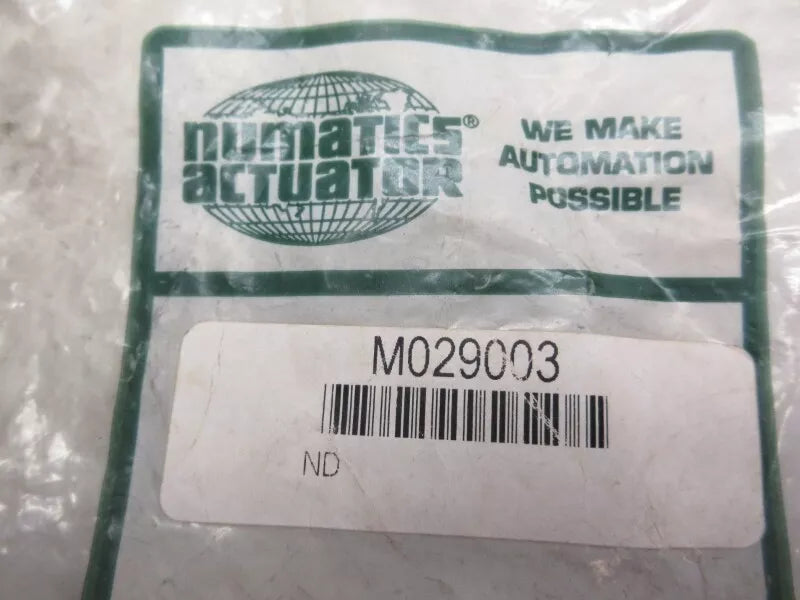 numatics®
actuator
WE MAKE
AUTOMATION
POSSIBLE
M029003
ND